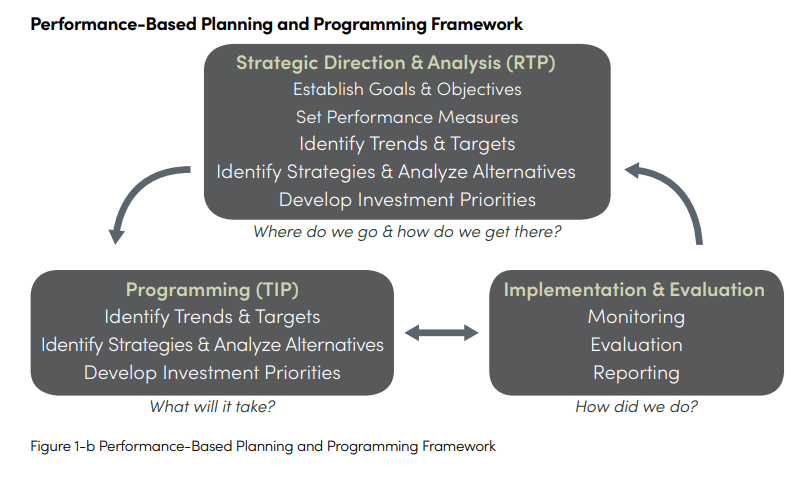 Performance-Based Planning and Programming Framework
Strategic Direction & Analysis (RTP)
Establish Goals & Objectives
Set Performance Measures
Identify Trends & Targets
Identify Strategies & Analyze Alternatives
Develop Investment Priorities
Where do we go & how do we get there?
Programming (TIP)
Identify Trends & Targets
Identify Strategies & Analyze Alternatives
Develop Investment Priorities
What will it take?
Implementation & Evaluation
Monitoring
Evaluation
Reporting
How did we do?
Figure 1-b Performance-Based Planning and Programming Framework